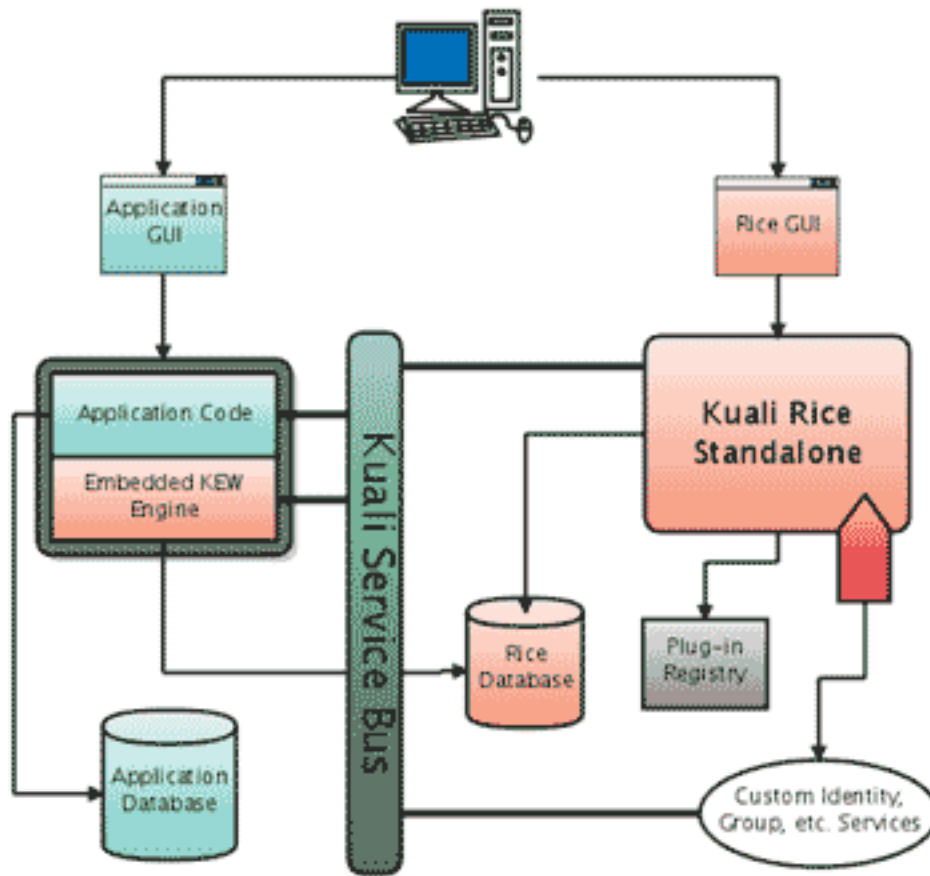 Application
GUI
Rice GUI
Application Code
Embedded KEW
Engine
Kuali Service Bus
Kuali Rice
Standalone
Rice
Database
Plug-in
Registry
Application
Database
Custom Identity,
Group, etc. Services